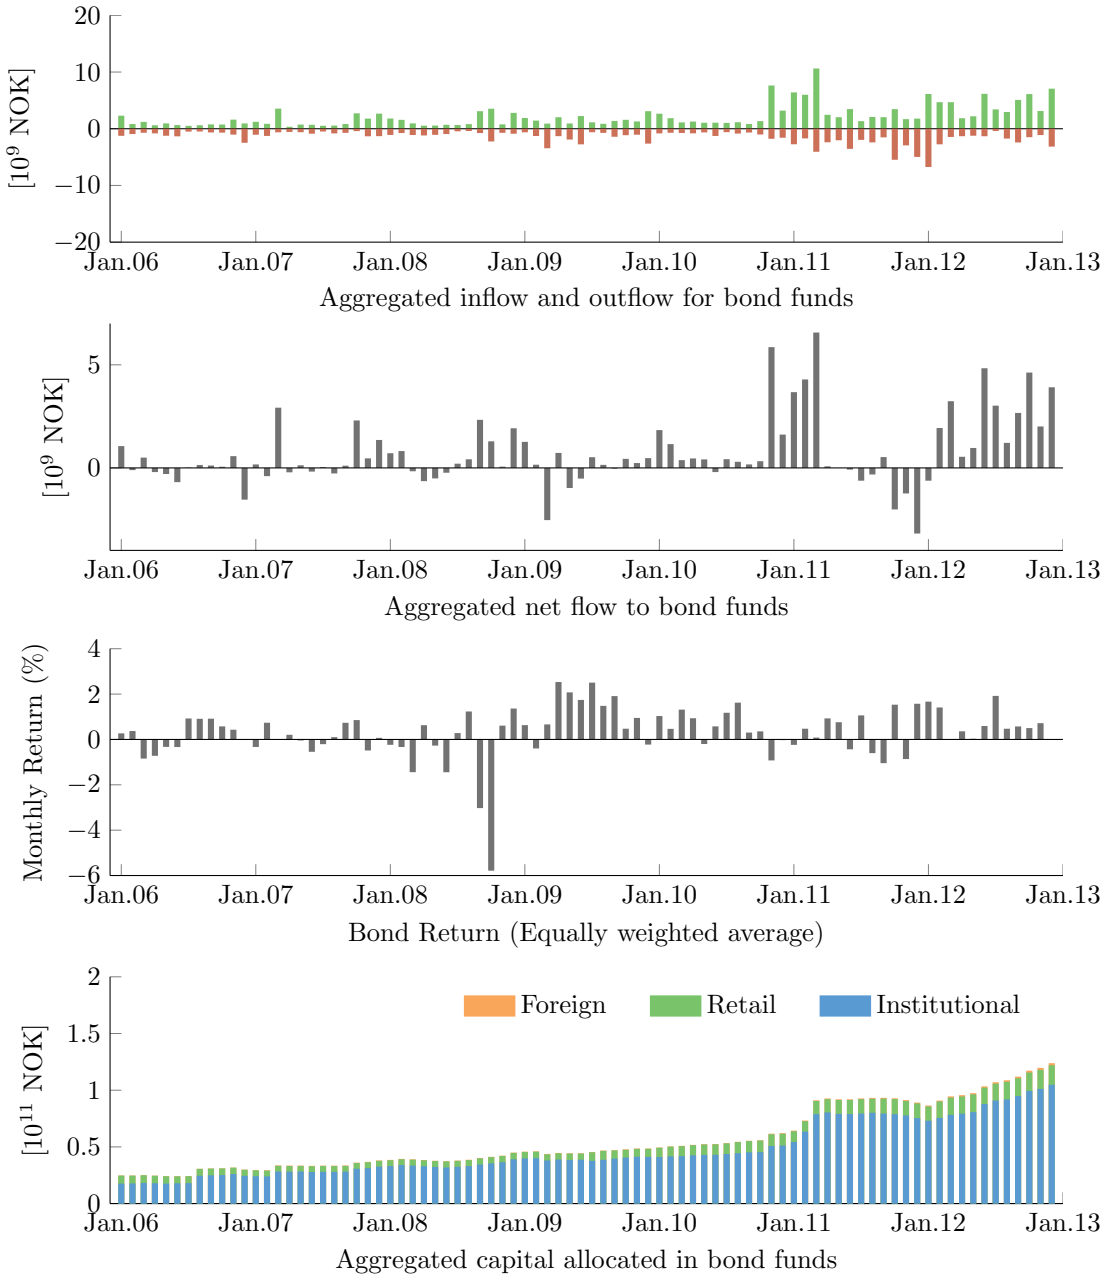 20
10
0
−10
−20
[10⁹ NOK]
Jan.06 Jan.07 Jan.08 Jan.09 Jan.10 Jan.11 Jan.12 Jan.13
Aggregated inflow and outflow for bond funds
5
0
[10⁹ NOK]
Jan.06 Jan.07 Jan.08 Jan.09 Jan.10 Jan.11 Jan.12 Jan.13
Aggregated net flow to bond funds
4
2
0
−2
−4
−6
Monthly Return (%)
Jan.06 Jan.07 Jan.08 Jan.09 Jan.10 Jan.11 Jan.12 Jan.13
Bond Return (Equally weighted average)
2
1.5
1
0.5
0
[10¹¹ NOK]
Foreign Retail Institutional
Jan.06 Jan.07 Jan.08 Jan.09 Jan.10 Jan.11 Jan.12 Jan.13
Aggregated capital allocated in bond funds